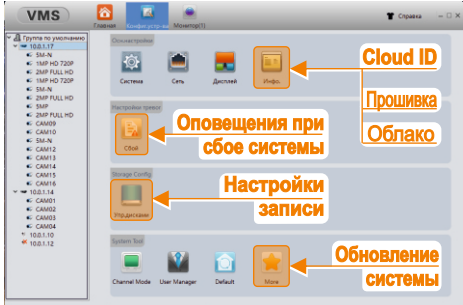 VMS
Главная
Конфигур-ры
Монитор(1)
Справка
Группа по умолчанию
10.0.1.17
5M-N
1MP HD 720P
2MP FULL HD
1MP HD 720P
5M-N
2MP FULL HD
5MP
2MP FULL HD
CAM09
CAM10
5M-N
CAM12
CAM13
CAM14
CAM15
CAM16
10.0.1.14
CAM01
CAM02
CAM03
CAM04
10.0.1.10
10.0.1.12
Система
Сеть
Дисплей
Инфо.
Cloud ID
Прошивка
Облако
Настройки тревог
Сбой
Оповещения при
сбое системы
Storage Config
Упр.дисками
Настройки
записи
System Tool
Channel Mode
User Manager
Default
More
Обновление
системы